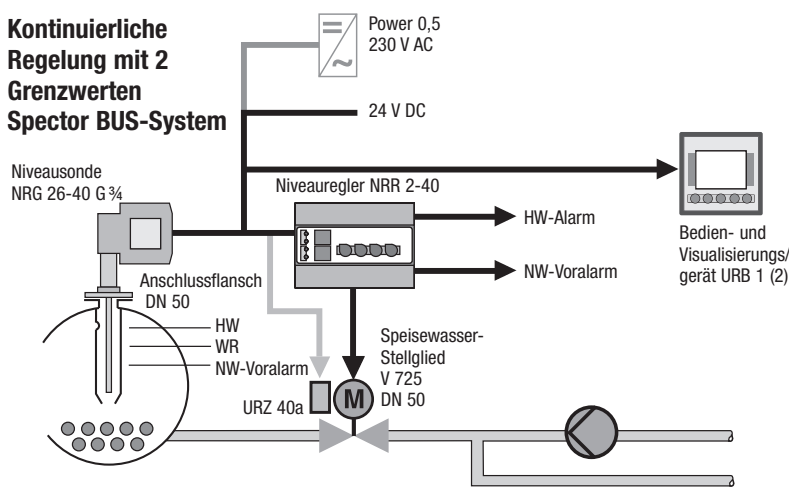 Kontinuierliche
Regelung mit 2
Grenzwerten
Spector BUS-System
Power 0,5
230 V AC
24 V DC
Niveausonde
NRG 26-40 G ¾
Niveauregler NRR 2-40
HW-Alarm
NW-Voralarm
Bedien- und
Visualisierungs/
gerät URB 1 (2)
Anschlussflansch
DN 50
HW
WR
NW-Voralarm
Speisewasser-
Stellglied
V 725
DN 50
URZ 40a
M